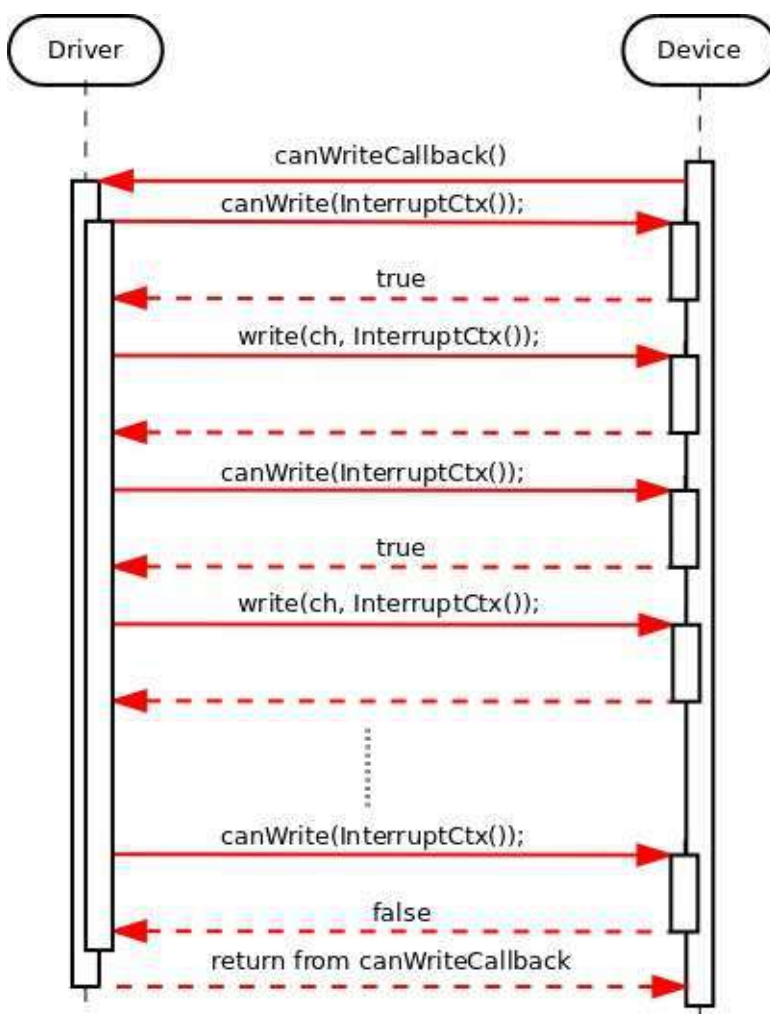 Driver
Device
canWriteCallback()
canWrite(InterruptCtx());
true
write(ch, InterruptCtx());
canWrite(InterruptCtx());
true
write(ch, InterruptCtx());
canWrite(InterruptCtx());
false
return from canWriteCallback